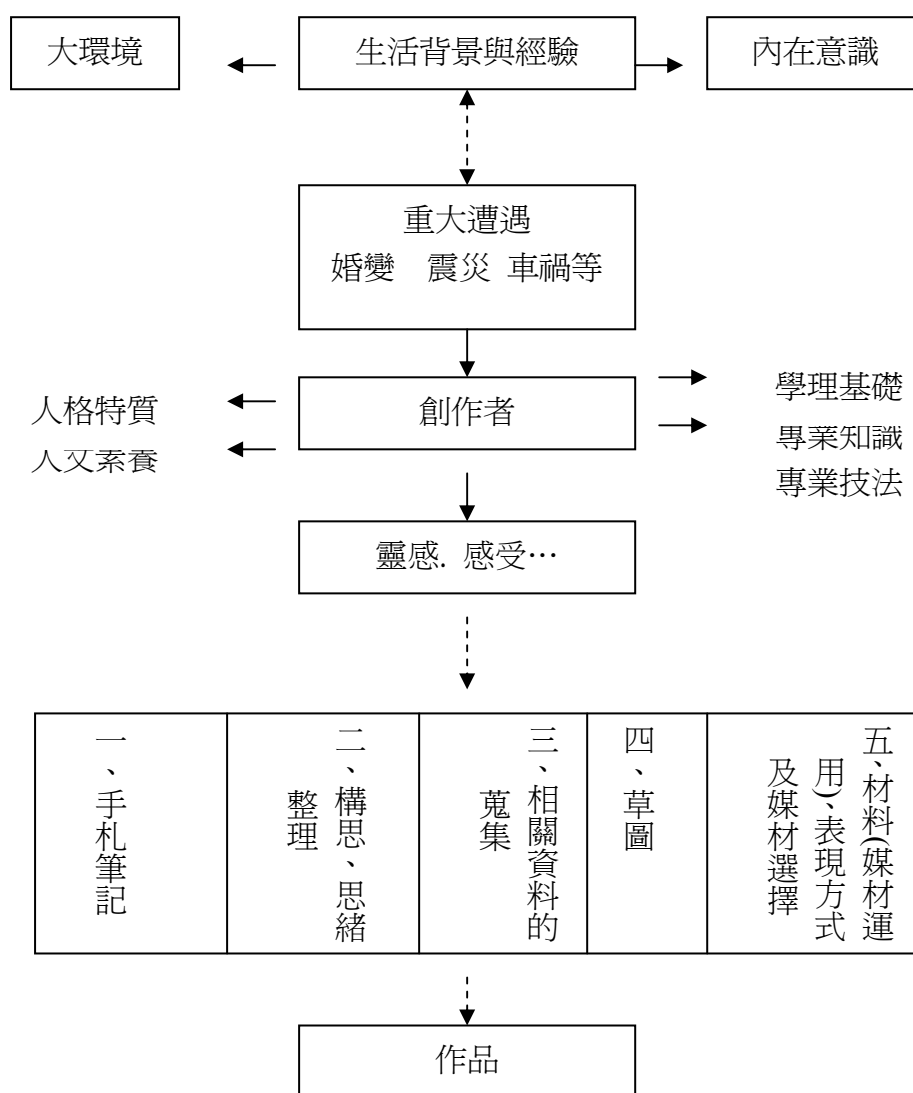 大環境
生活背景與經驗
內在意識
重大遭遇
婚變 震災 車禍等
創作者
人格特質
人文素養
學理基礎
專業知識
專業技法
靈感. 感受…
一、手札筆記
二、構思、思緒
整理
三、相關資料的
蒐集
四、草圖
五、材料(媒材運
用)、表現方式
及媒材選擇
作品